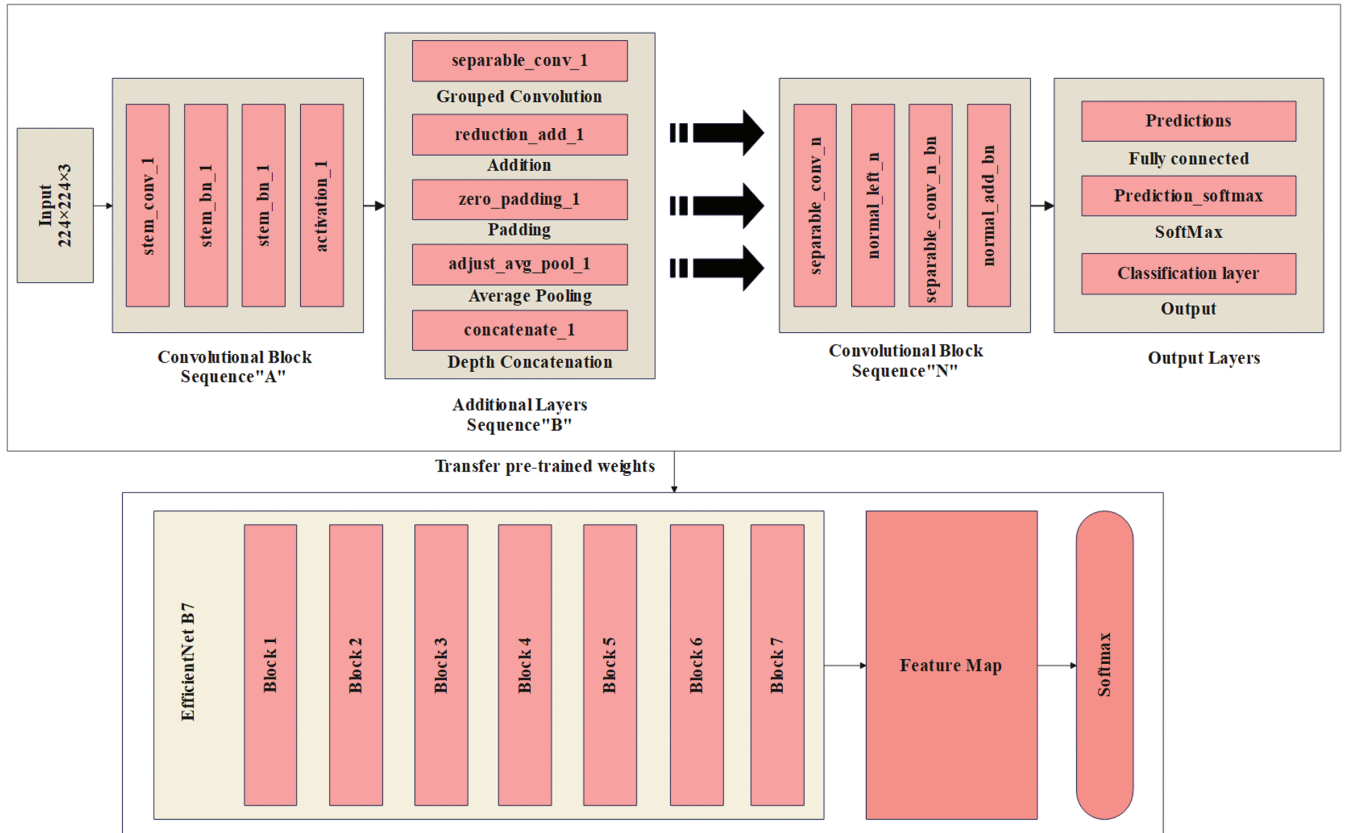 Input
224×224×3
stem_conv_1
stem_bn_1
stem_bn_1
activation_1
Convolutional Block
Sequence"A"
separable_conv_1
Grouped Convolution
reduction_add_1
Addition
zero_padding_1
Padding
adjust_avg_pool_1
Average Pooling
concatenate_1
Depth Concatenation
Additional Layers
Sequence"B"
separable_conv_n
normal_left_n
separable_conv_n_bn
normal_add_bn
Convolutional Block
Sequence"N"
Predictions
Fully connected
Prediction_softmax
SoftMax
Classification layer
Output
Output Layers
Transfer pre-trained weights
EfficientNet B7
Block 1
Block 2
Block 3
Block 4
Block 5
Block 6
Block 7
Feature Map
Softmax